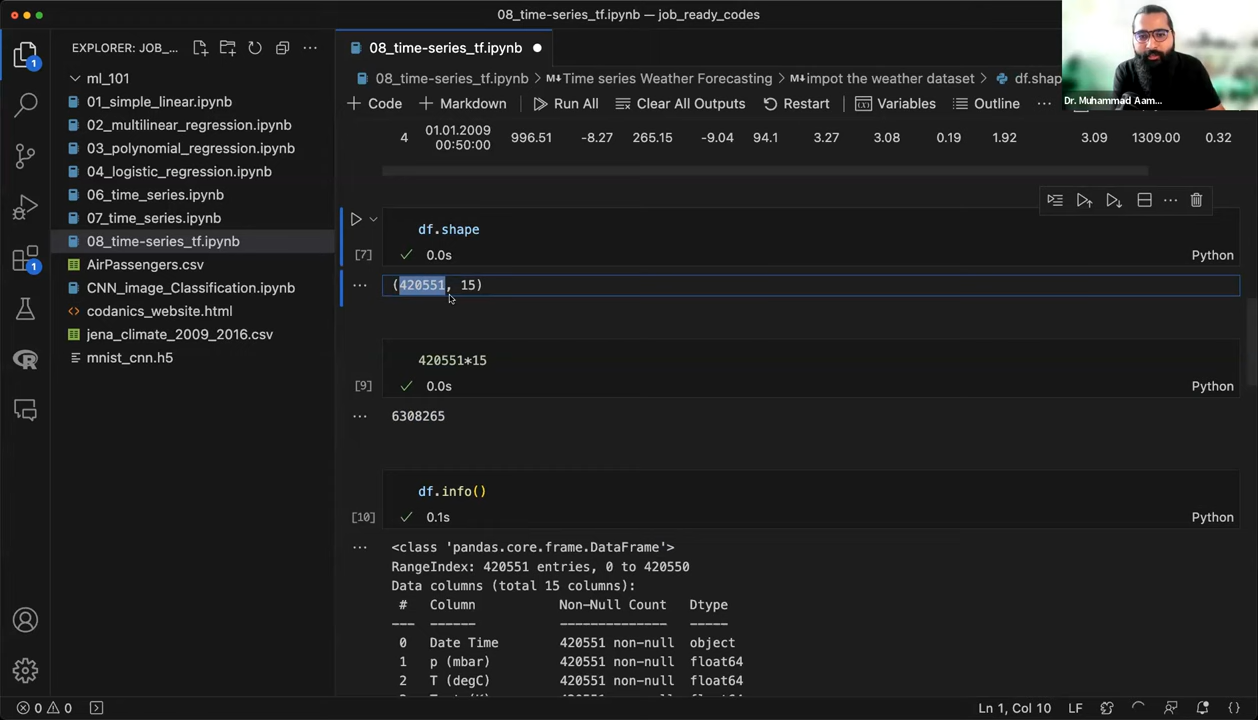 08_time-series_tf.ipynb — job_ready_codes
EXPLORER: JOB_...
08_time-series_tf.ipynb
Dr. Muhammad Aam...
08_time-series_tf.ipynb > M↓Time series Weather Forecasting > M↓impot the weather dataset > df.shap
+ Code + Markdown Run All Clear All Outputs Restart Variables Outline ...
ml_101
01_simple_linear.ipynb
02_multilinear_regression.ipynb
03_polynomial_regression.ipynb
04_logistic_regression.ipynb
06_time_series.ipynb
07_time_series.ipynb
08_time-series_tf.ipynb
AirPassengers.csv
CNN_image_Classification.ipynb
codanics_website.html
jena_climate_2009_2016.csv
mnist_cnn.h5
1
1
4 01.01.2009 00:50:00 996.51 -8.27 265.15 -9.04 94.1 3.27 3.08 0.19 1.92 3.09 1309.00 0.32
df.shape
[7] 0.0s Python
(420551, 15)
420551*15
[9] 0.0s Python
6308265
df.info()
[10] 0.1s Python
<class 'pandas.core.frame.DataFrame'>
RangeIndex: 420551 entries, 0 to 420550
Data columns (total 15 columns):
# Column Non-Null Count Dtype
--- ------ -------------- -----
0 Date Time 420551 non-null object
1 p (mbar) 420551 non-null float64
2 T (degC) 420551 non-null float64
0 0 Ln 1, Col 10 LF